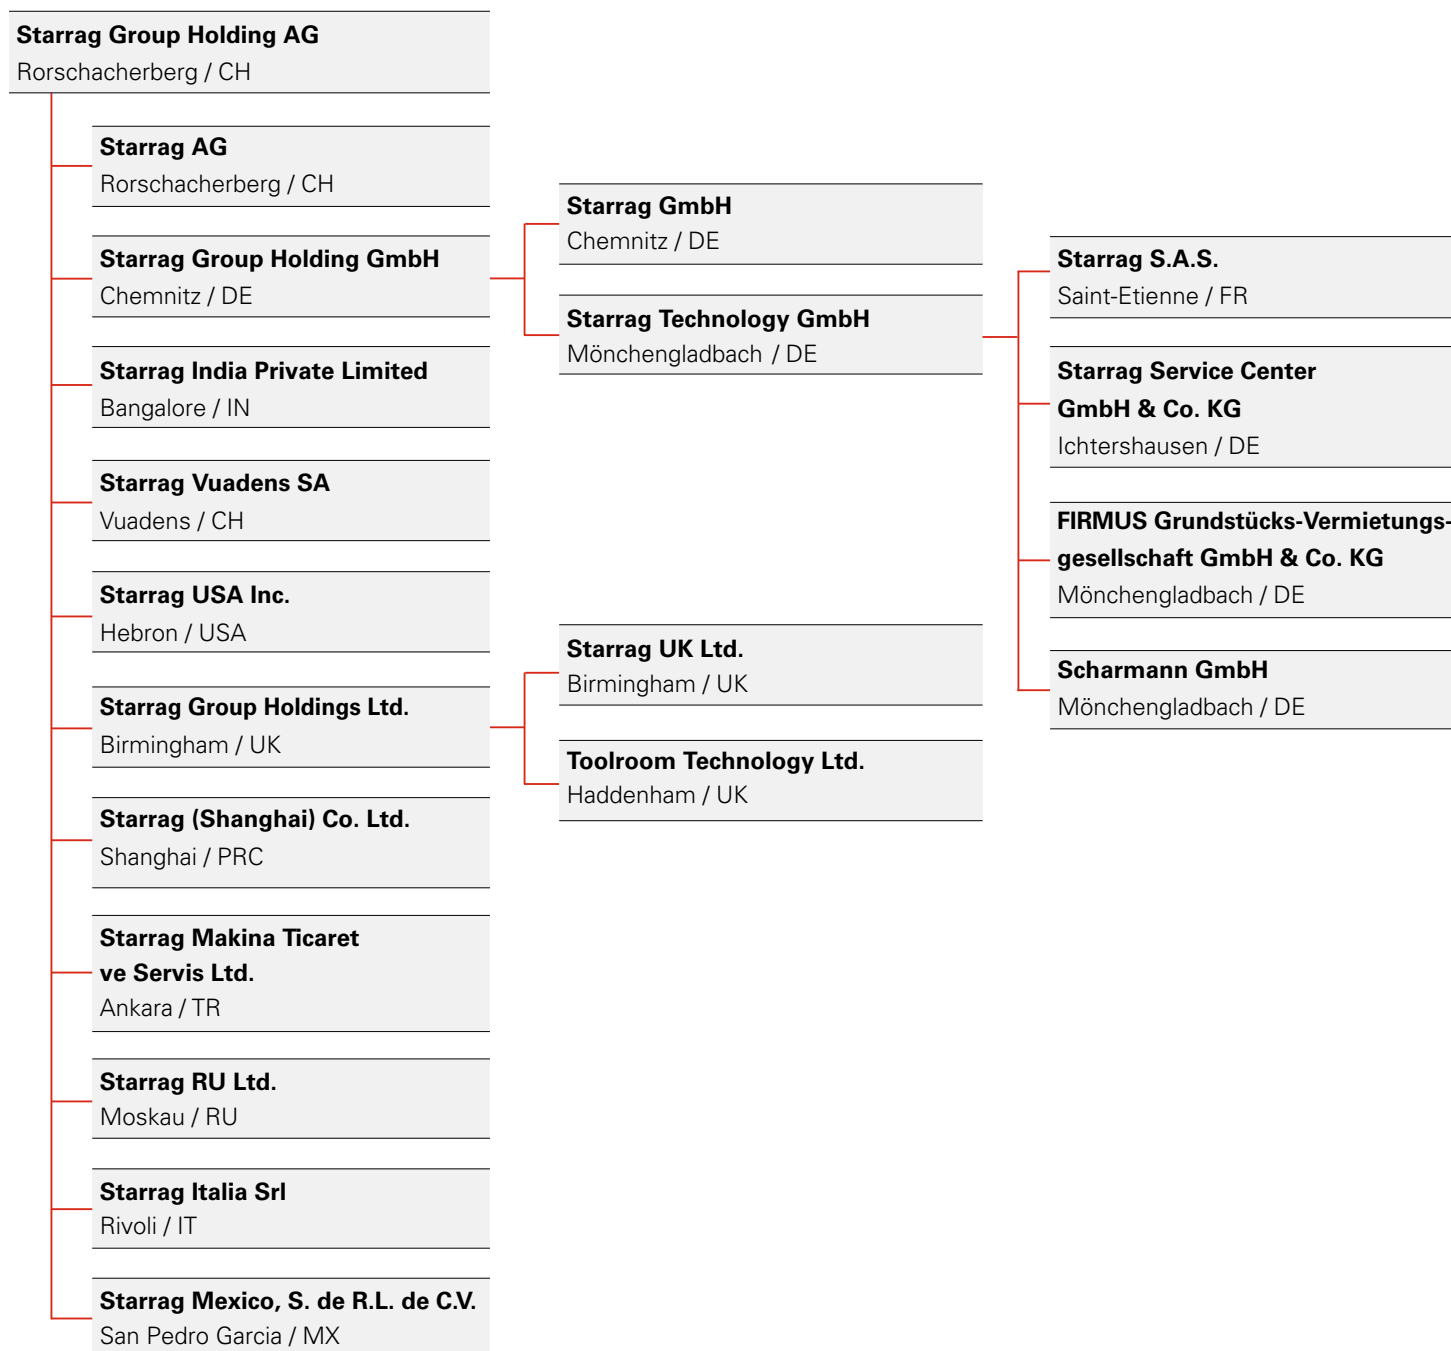 Starrag Group Holding AG
Rorschacherberg / CH
Starrag AG
Rorschacherberg / CH
Starrag Group Holding GmbH
Chemnitz / DE
Starrag India Private Limited
Bangalore / IN
Starrag Vuadens SA
Vuadens / CH
Starrag USA Inc.
Hebron / USA
Starrag Group Holdings Ltd.
Birmingham / UK
Starrag (Shanghai) Co. Ltd.
Shanghai / PRC
Starrag Makina Ticaret
ve Servis Ltd.
Ankara / TR
Starrag RU Ltd.
Moskau / RU
Starrag Italia Srl
Rivoli / IT
Starrag Mexico, S. de R.L. de C.V.
San Pedro Garcia / MX
Starrag GmbH
Chemnitz / DE
Starrag Technology GmbH
Mönchengladbach / DE
Starrag UK Ltd.
Birmingham / UK
Toolroom Technology Ltd.
Haddenham / UK
Starrag S.A.S.
Saint-Etienne / FR
Starrag Service Center
GmbH & Co. KG
Ichtershausen / DE
FIRMUS Grundstücks-Vermietungs-
gesellschaft GmbH & Co. KG
Mönchengladbach / DE
Scharmann GmbH
Mönchengladbach / DE